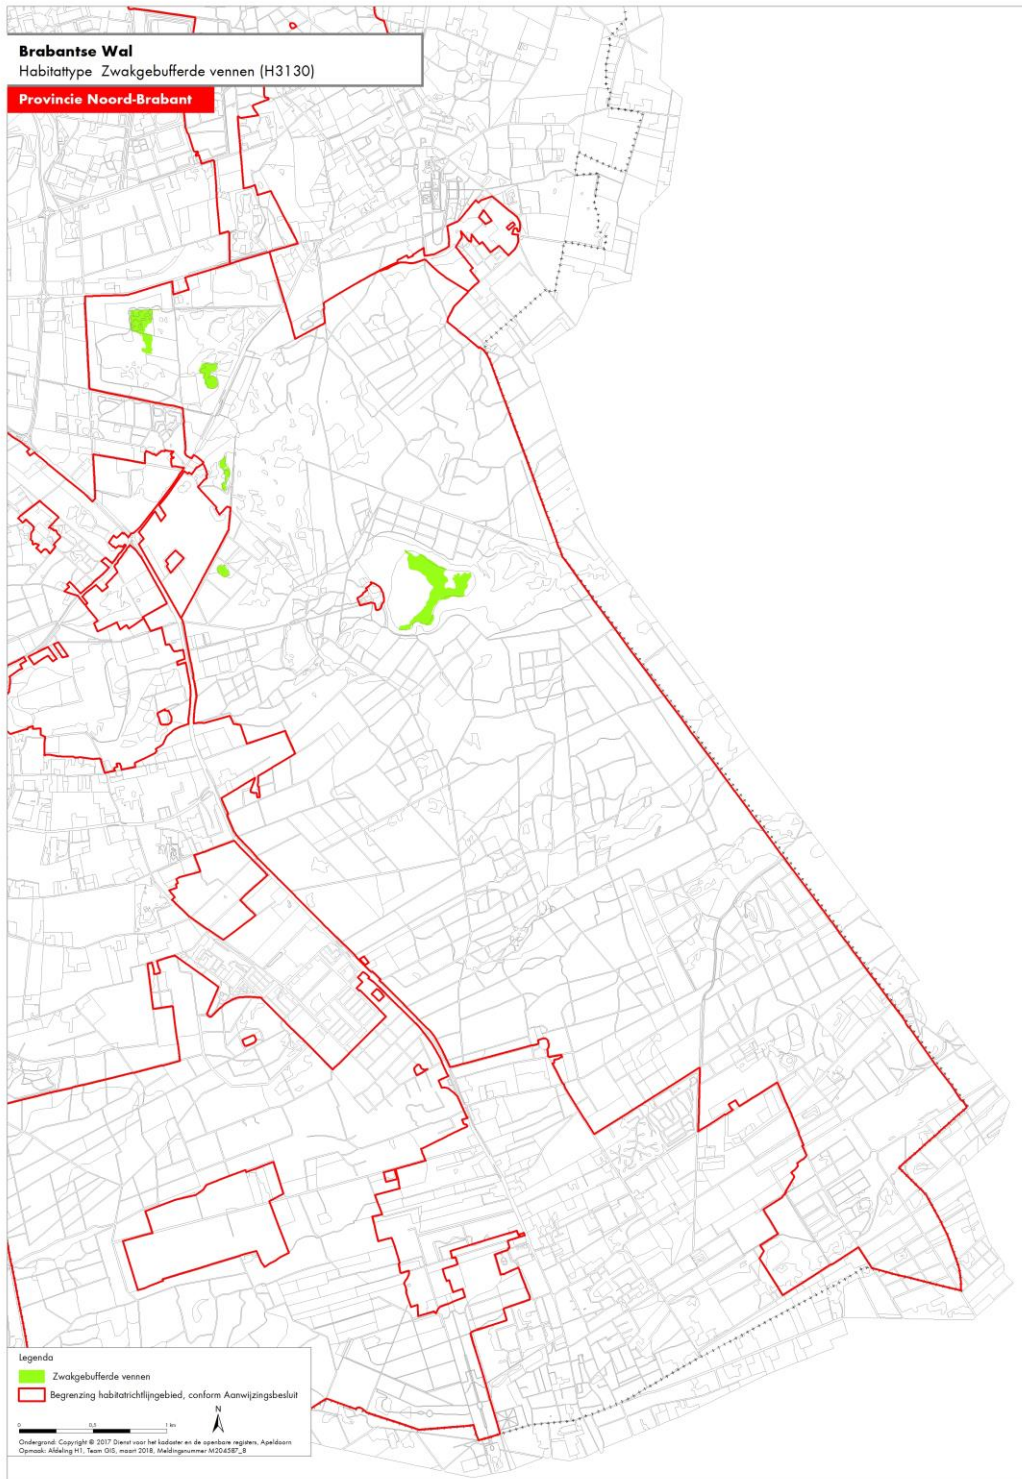 Brabantse Wal
Habitattype Zwakgebufferde vennen (H3130)
Provincie Noord-Brabant
Legenda
Zwakgebufferde vennen
Begrenzing habitatrichtlijngebied, conform Aanwijzingsbesluit
N
0 0,5 1 km
Ondergrond: Copyright © 2017 Dienst voor het kadaster en de openbare registers, Apeldoorn
Opmaak: Afdeling H1, Team GIS, maart 2018, Meldingsnummer M204587_B